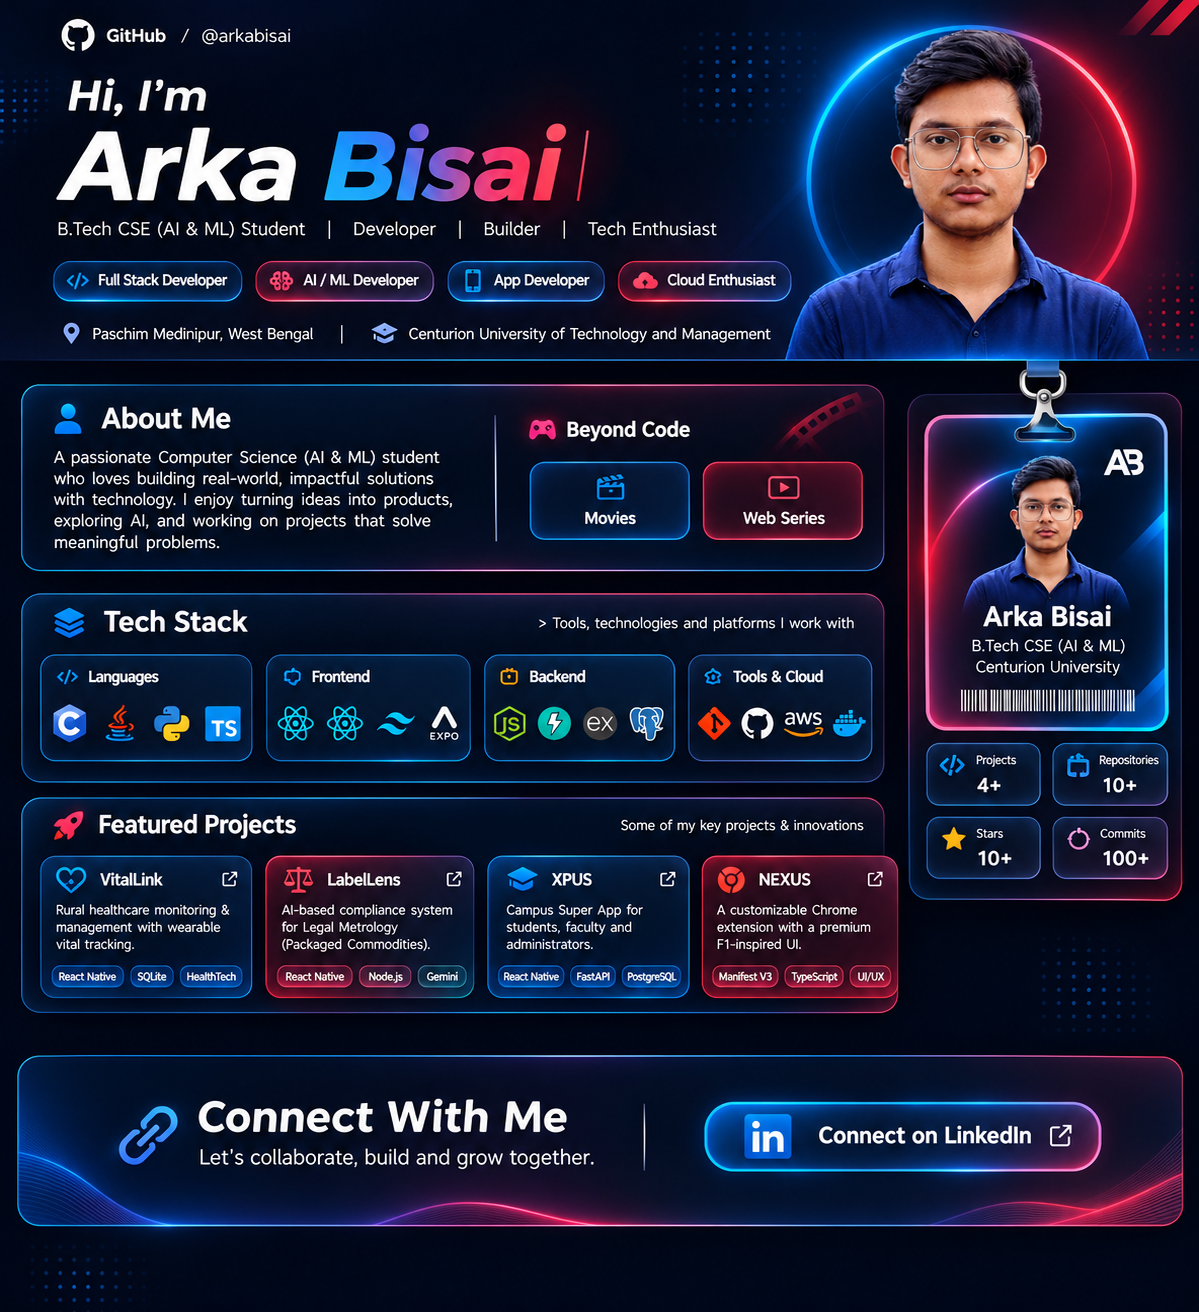 GitHub / @arkabisai
Hi, I'm
Arka Bisai
B.Tech CSE (AI & ML) Student | Developer | Builder | Tech Enthusiast
Full Stack Developer
AI / ML Developer
App Developer
Cloud Enthusiast
Paschim Medinipur, West Bengal | Centurion University of Technology and Management
About Me
A passionate Computer Science (AI & ML) student
who loves building real-world, impactful solutions
with technology. I enjoy turning ideas into products,
exploring AI, and working on projects that solve
meaningful problems.
Beyond Code
Movies
Web Series
AB
Arka Bisai
B.Tech CSE (AI & ML)
Centurion University
Projects
4+
Repositories
10+
Stars
10+
Commits
100+
Tech Stack
> Tools, technologies and platforms I work with
Languages
C
TS
Frontend
EXPO
Backend
JS
ex
Tools & Cloud
aws
Featured Projects
Some of my key projects & innovations
VitalLink
Rural healthcare monitoring &
management with wearable
vital tracking.
React Native
SQLite
HealthTech
LabelLens
AI-based compliance system
for Legal Metrology
(Packaged Commodities).
React Native
Node.js
Gemini
XPUS
Campus Super App for
students, faculty and
administrators.
React Native
FastAPI
PostgreSQL
NEXUS
A customizable Chrome
extension with a premium
F1-inspired UI.
Manifest V3
TypeScript
UI/UX
Connect With Me
Let's collaborate, build and grow together.
in
Connect on LinkedIn